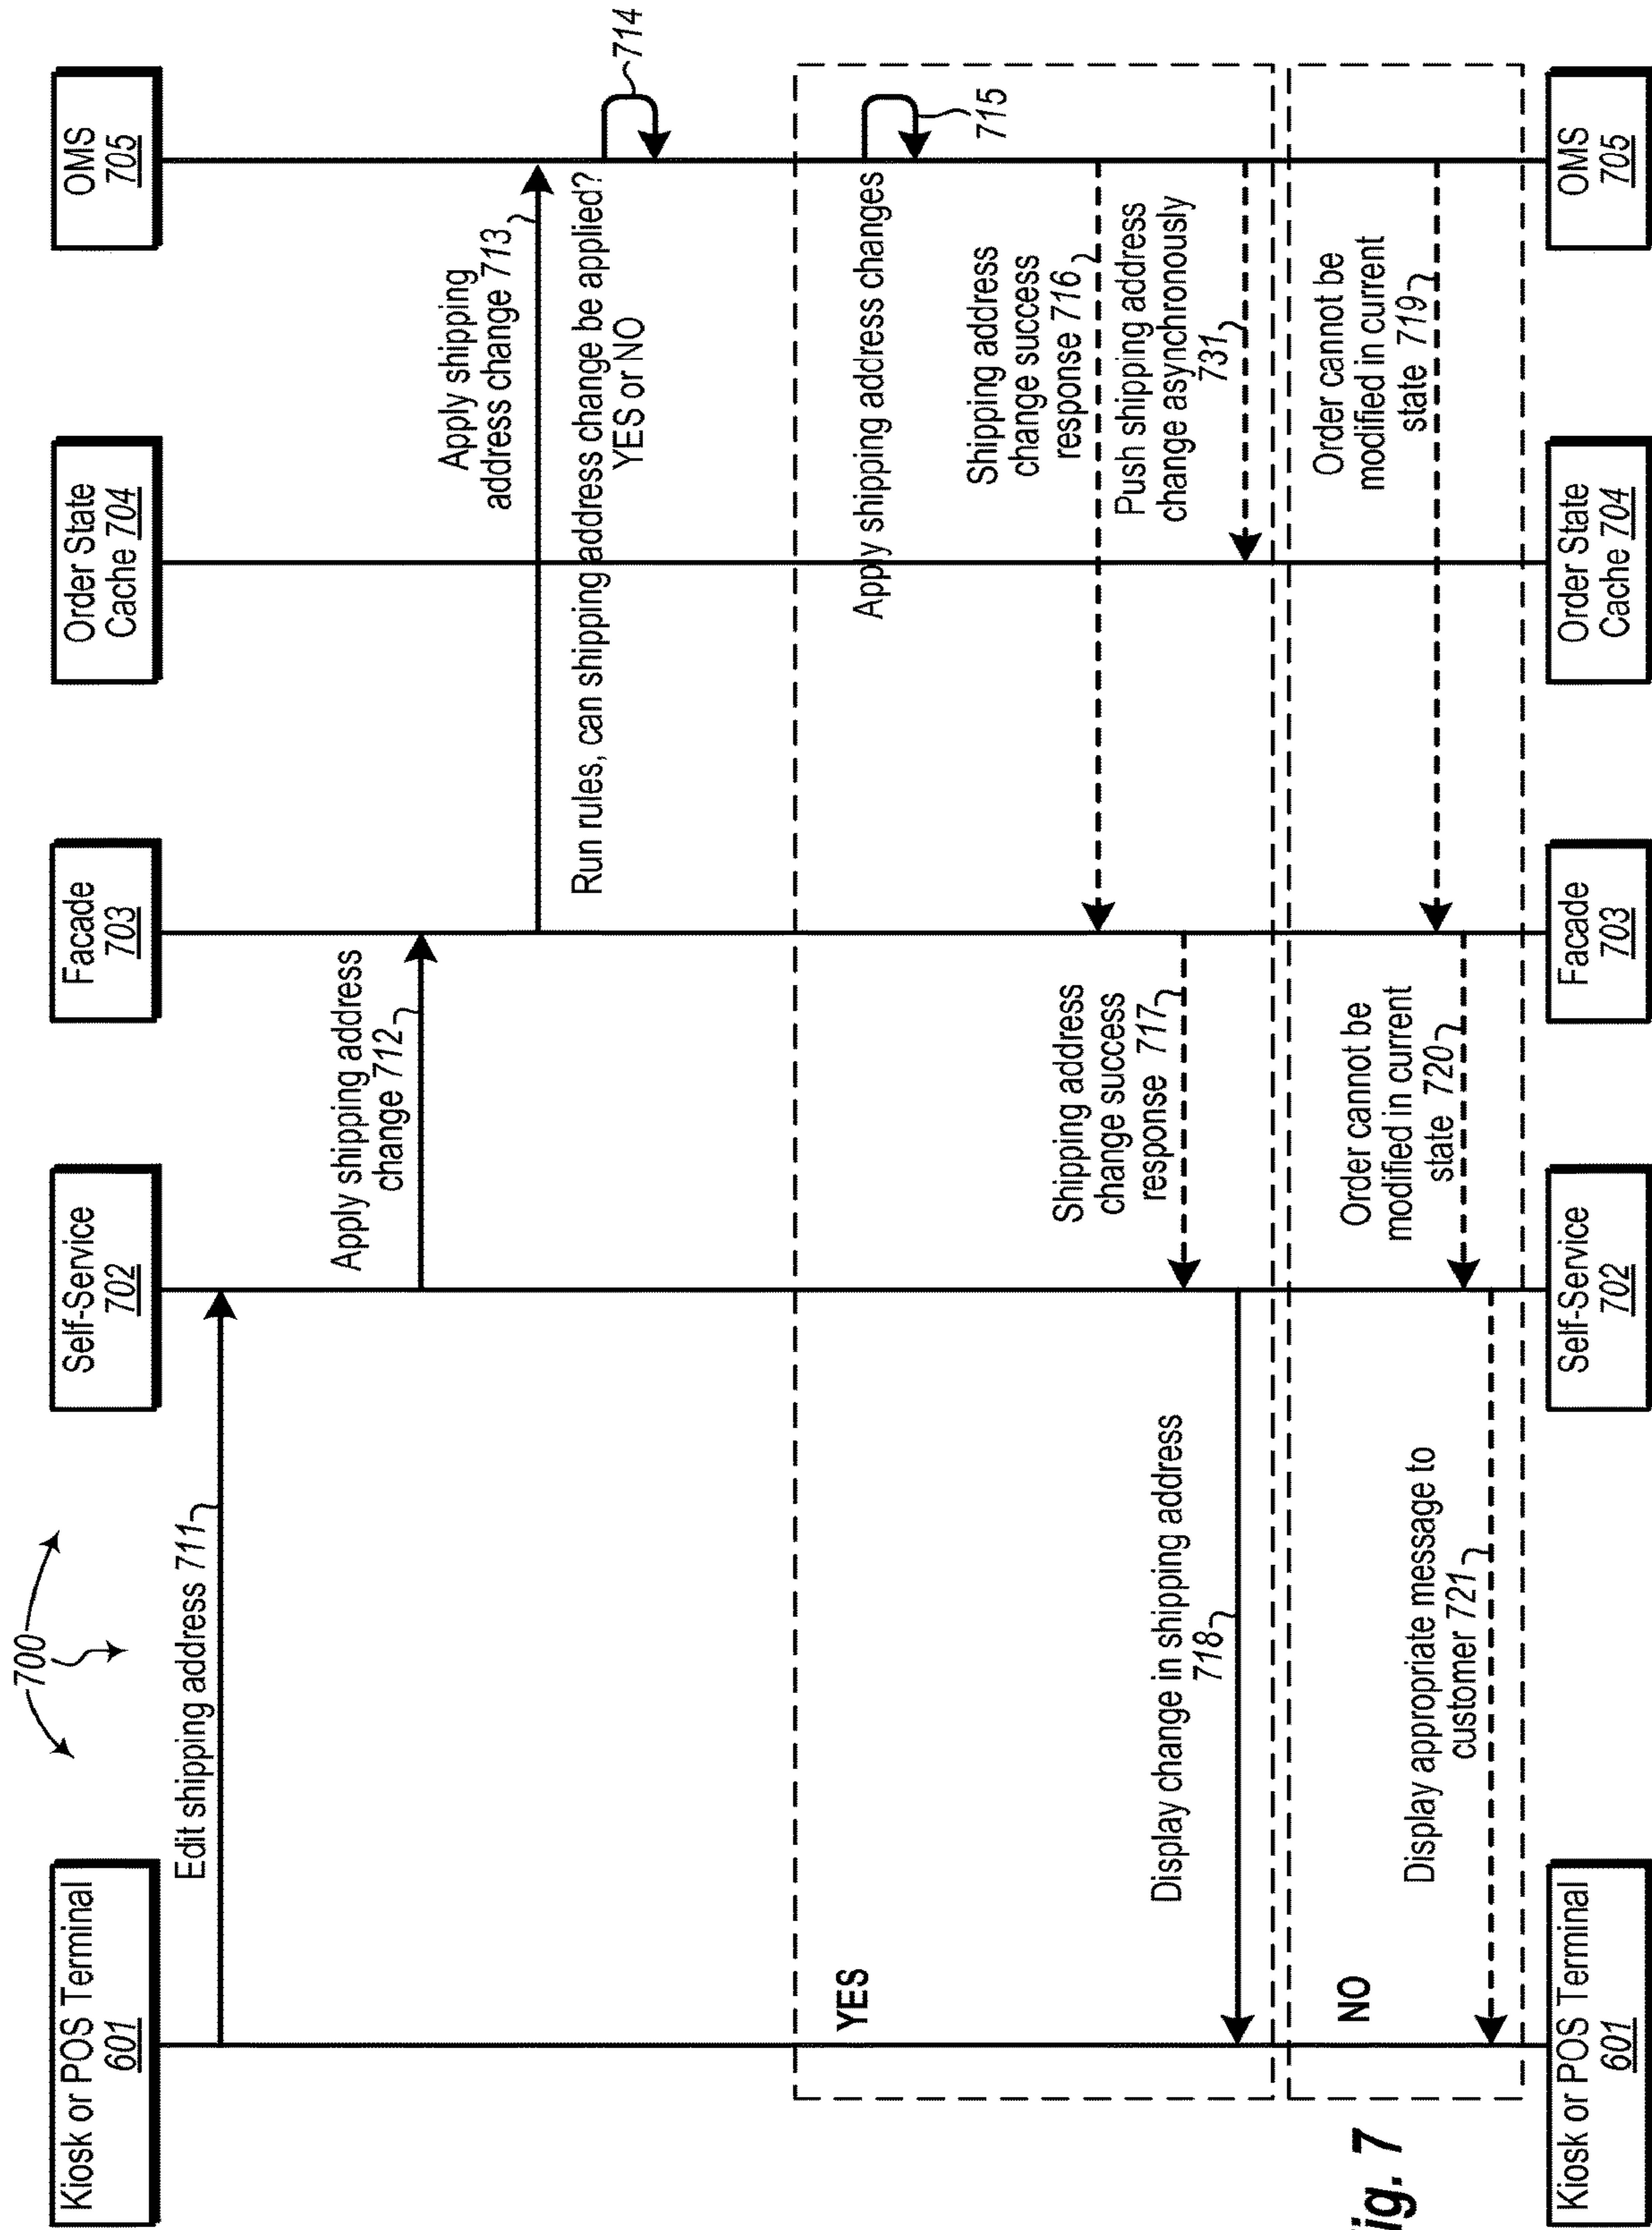 700
Kiosk or POS Terminal
601
Self-Service
702
Facade
703
Order State
Cache 704
OMS
705
Edit shipping address 711
Apply shipping address
change 712
Apply shipping
address change 713
Run rules, can shipping address change be applied?
YES or NO
714
YES
Apply shipping address changes
715
Shipping address
change success
response 716
Shipping address
change success
response 717
Push shipping address
change asynchronously
731
Display change in shipping address
718
NO
Order cannot be
modified in current
state 719
Order cannot be
modified in current
state 720
Display appropriate message to
customer 721
Kiosk or POS Terminal
601
Self-Service
702
Facade
703
Order State
Cache 704
OMS
705
ig. 7